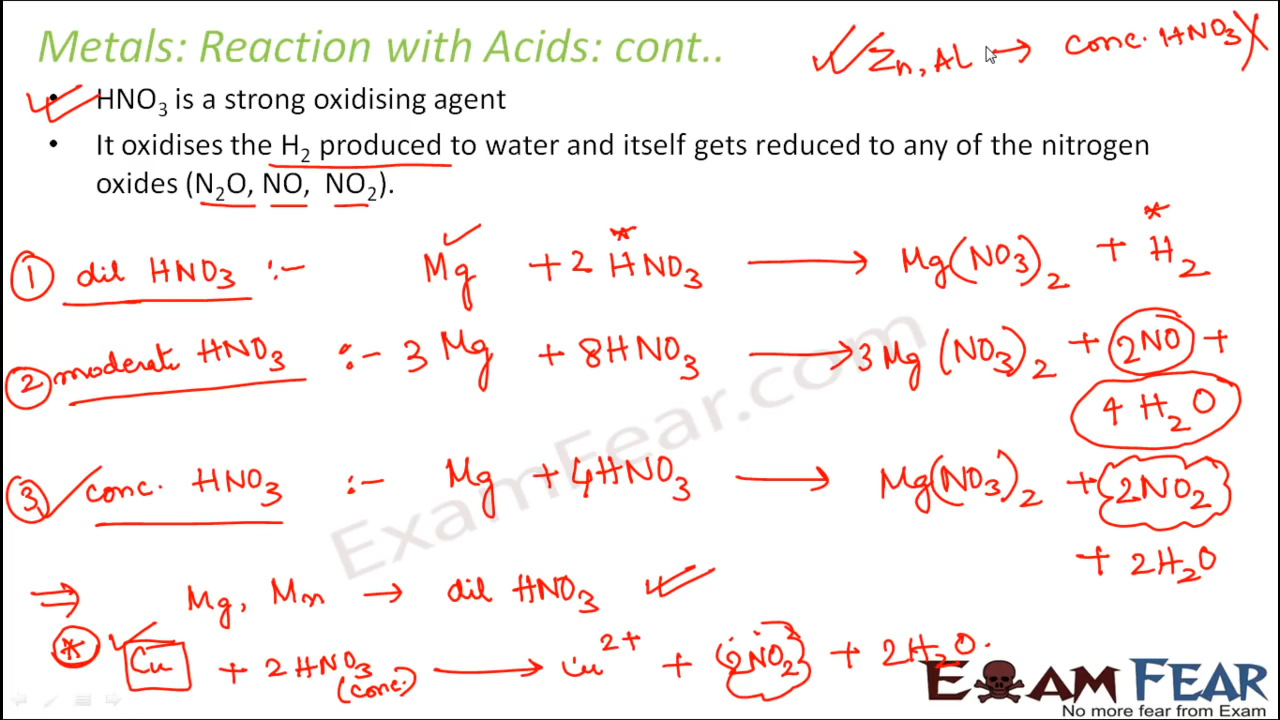 Metals: Reaction with Acids: cont..
✓ Zn, Al → conc. HNO3 X
• HNO3 is a strong oxidising agent
• It oxidises the H2 produced to water and itself gets reduced to any of the nitrogen
oxides (N2O, NO, NO2).
① dil HNO3 :- Mg + 2HNO3 → Mg(NO3)2 + H2
② moderate HNO3 :- 3Mg + 8HNO3 → 3Mg(NO3)2 + 2NO +
4H2O
③ conc. HNO3 :- Mg + 4HNO3 → Mg(NO3)2 + 2NO2
+ 2H2O
⇒ Mg, Mn → dil HNO3 ✓
* Cu + 2HNO3 (conc.) → Cu2+ + 2NO2 + 2H2O.
ExamFear.com
EXAM FEAR
No more fear from Exam